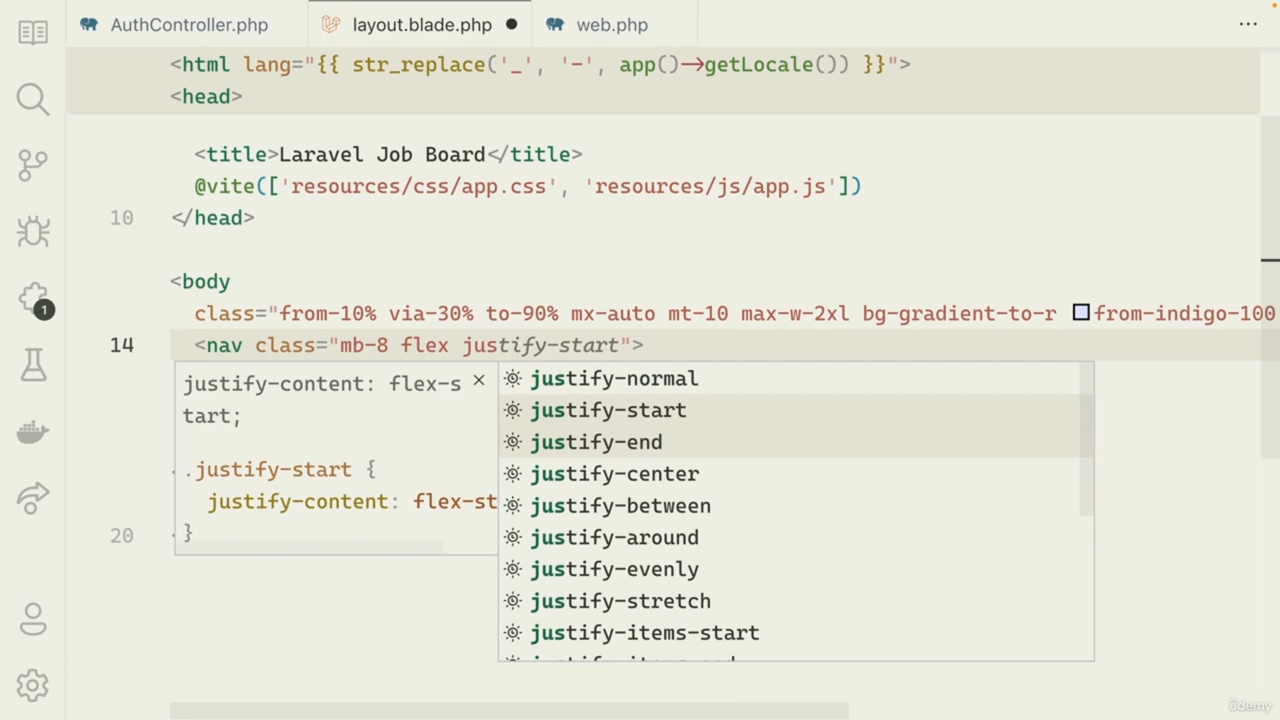 AuthController.php
layout.blade.php
web.php
<html lang="{{ str_replace('_', '-', app()→getLocale()) }}">
<head>
<title>Laravel Job Board</title>
@vite(['resources/css/app.css', 'resources/js/app.js'])
10 </head>
<body
class="from-10% via-30% to-90% mx-auto mt-10 max-w-2xl bg-gradient-to-r from-indigo-100
14 <nav class="mb-8 flex justify-start">
justify-content: flex-s
tart;
.justify-start {
justify-content: flex-st
}
20
justify-normal
justify-start
justify-end
justify-center
justify-between
justify-around
justify-evenly
justify-stretch
justify-items-start
1
ûdemy